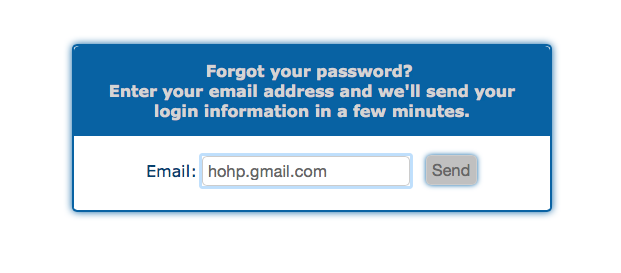 Forgot your password?
Enter your email address and we'll send your
login information in a few minutes.
Email: hohp.gmail.com Send